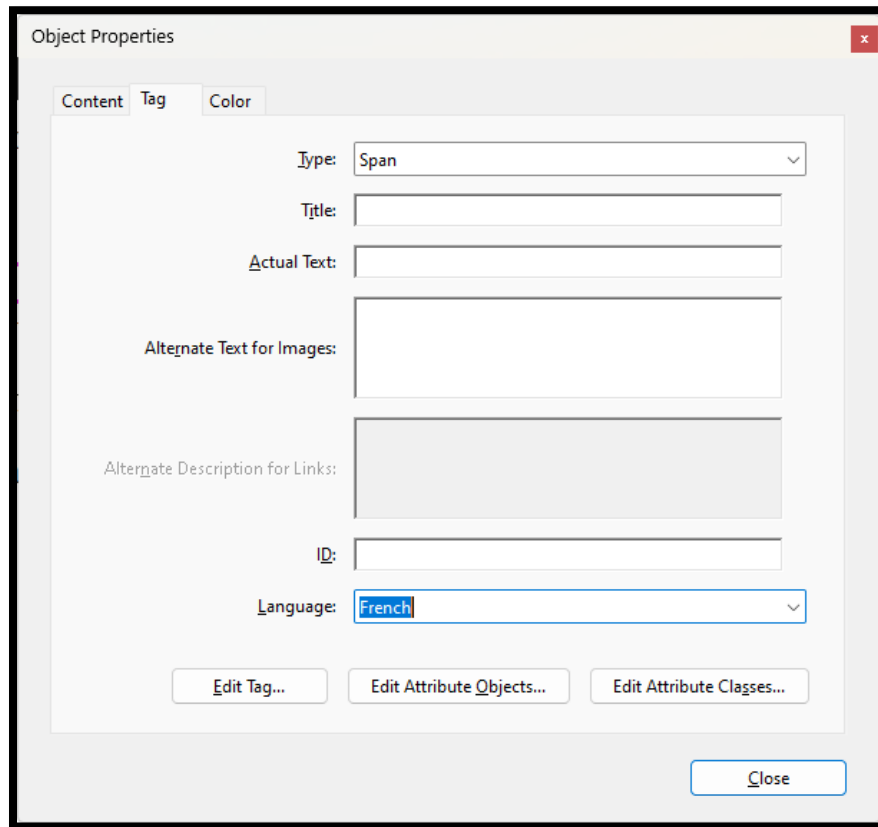 Object Properties
x
Content Tag Color
Type: Span
Title:
Actual Text:
Alternate Text for Images:
Alternate Description for Links:
ID:
Language: French
Edit Tag... Edit Attribute Objects... Edit Attribute Classes...
Close